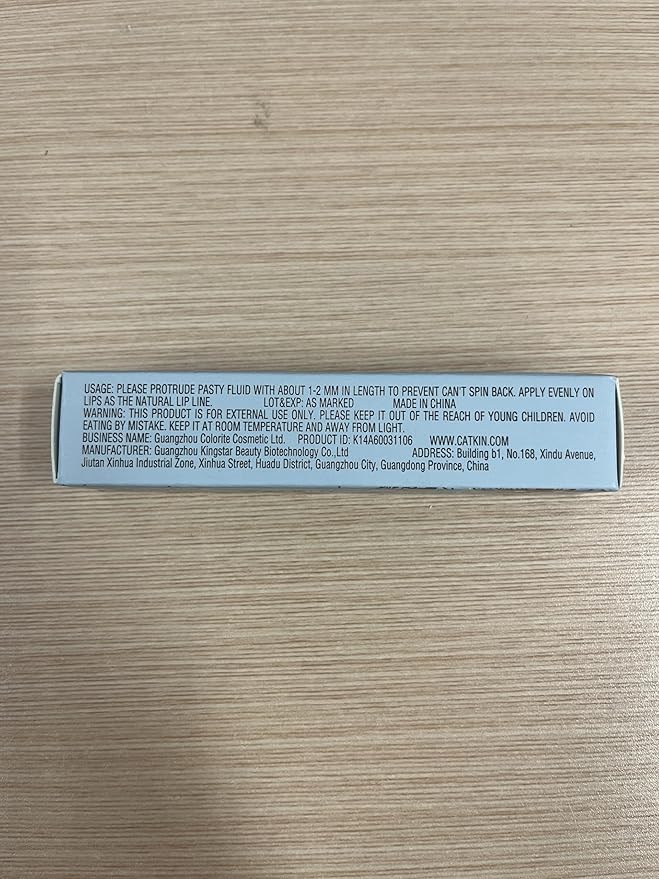 USAGE: PLEASE PROTRUDE PASTY FLUID WITH ABOUT 1-2 MM IN LENGTH TO PREVENT CAN'T SPIN BACK. APPLY EVENLY ON
LIPS AS THE NATURAL LIP LINE. LOT&EXP: AS MARKED MADE IN CHINA
WARNING: THIS PRODUCT IS FOR EXTERNAL USE ONLY. PLEASE KEEP IT OUT OF THE REACH OF YOUNG CHILDREN. AVOID
EATING BY MISTAKE. KEEP IT AT ROOM TEMPERATURE AND AWAY FROM LIGHT.
BUSINESS NAME: Guangzhou Colorite Cosmetic Ltd. PRODUCT ID: K14A60031106 WWW.CATKIN.COM
MANUFACTURER: Guangzhou Kingstar Beauty Biotechnology Co.,Ltd ADDRESS: Building b1, No.168, Xindu Avenue,
Jiutan Xinhua Industrial Zone, Xinhua Street, Huadu District, Guangzhou City, Guangdong Province, China